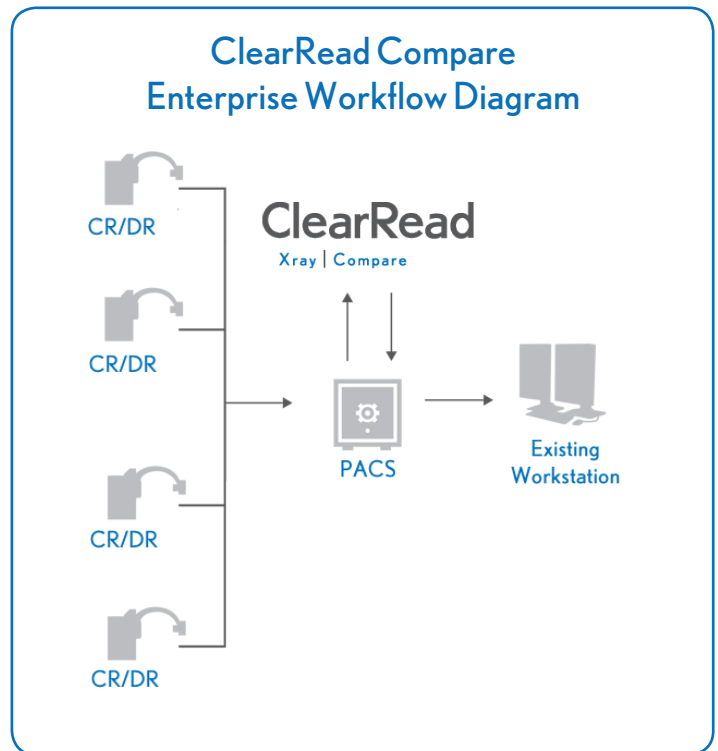 ClearRead Compare
Enterprise Workflow Diagram
CR/DR
ClearRead
Xray | Compare
CR/DR
PACS
Existing
Workstation
CR/DR
CR/DR